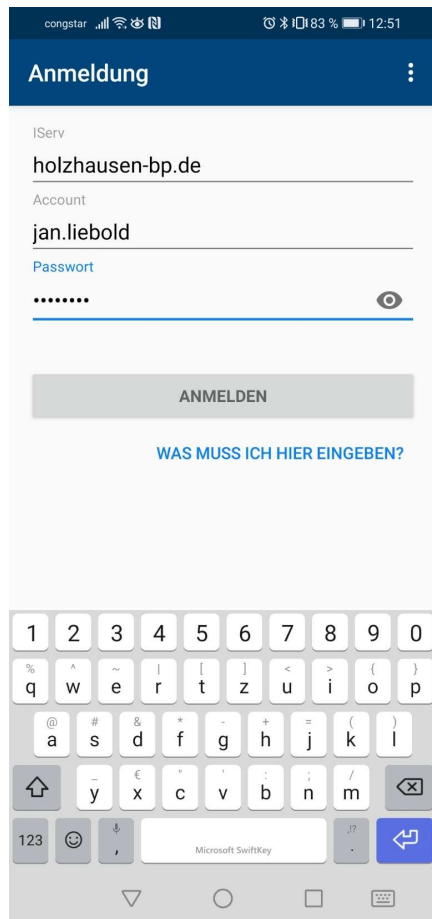 congstar 83 % 12:51
Anmeldung
IServ
holzhausen-bp.de
Account
jan.liebold
Passwort
••••••••
ANMELDEN
WAS MUSS ICH HIER EINGEBEN?
1 2 3 4 5 6 7 8 9 0
% ^ ~ | [ ] < > { }
q w e r t z u i o p
@ # & * - + = ( )
a s d f g h j k l
_ € " ' : ; /
y x c v b n m
123 , Microsoft SwiftKey ,!? .